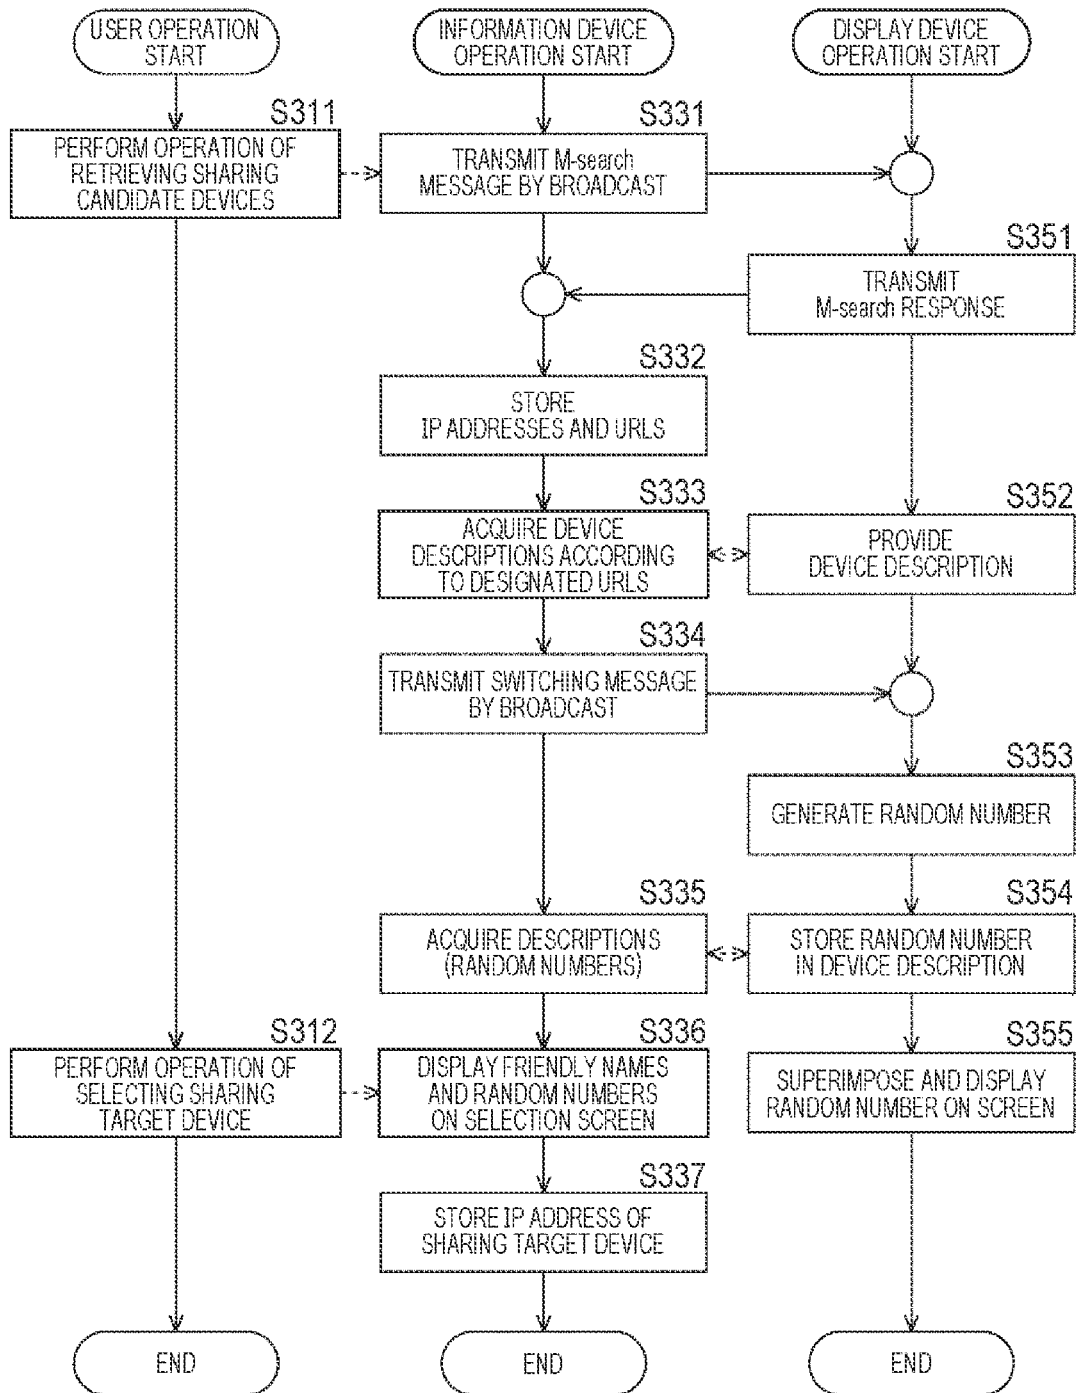 USER OPERATION
START
INFORMATION DEVICE
OPERATION START
DISPLAY DEVICE
OPERATION START
S311
PERFORM OPERATION OF
RETRIEVING SHARING
CANDIDATE DEVICES
S331
TRANSMIT M-search
MESSAGE BY BROADCAST
S351
TRANSMIT
M-search RESPONSE
S332
STORE
IP ADDRESSES AND URLS
S333
ACQUIRE DEVICE
DESCRIPTIONS ACCORDING
TO DESIGNATED URLS
S352
PROVIDE
DEVICE DESCRIPTION
S334
TRANSMIT SWITCHING MESSAGE
BY BROADCAST
S353
GENERATE RANDOM NUMBER
S335
ACQUIRE DESCRIPTIONS
(RANDOM NUMBERS)
S354
STORE RANDOM NUMBER
IN DEVICE DESCRIPTION
S312
PERFORM OPERATION OF
SELECTING SHARING
TARGET DEVICE
S336
DISPLAY FRIENDLY NAMES
AND RANDOM NUMBERS
ON SELECTION SCREEN
S355
SUPERIMPOSE AND DISPLAY
RANDOM NUMBER ON SCREEN
S337
STORE IP ADDRESS OF
SHARING TARGET DEVICE
END
END
END